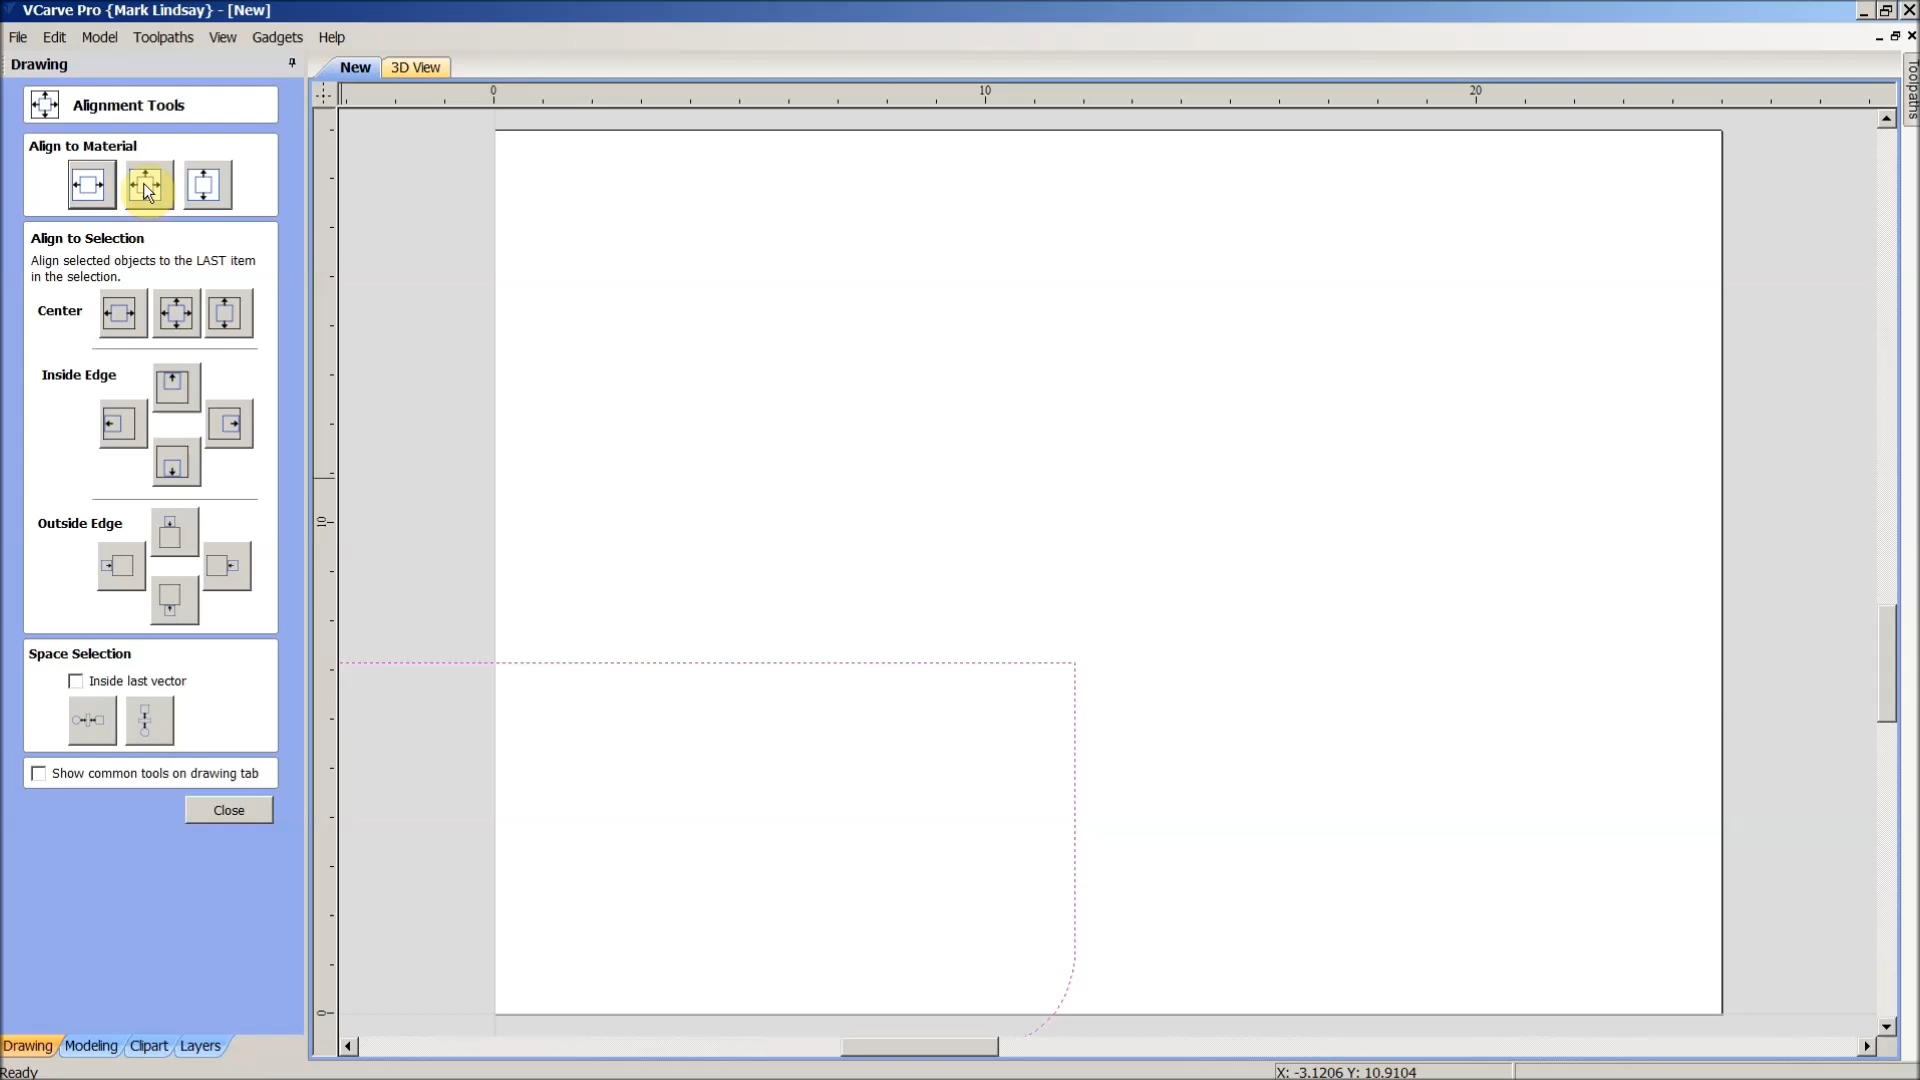 VCarve Pro {Mark Lindsay} - [New]
File Edit Model Toolpaths View Gadgets Help
Drawing
New 3D View
Toolpaths
0 10 20
Alignment Tools
Align to Material
Align to Selection
Align selected objects to the LAST item
in the selection.
Center
Inside Edge
10
Outside Edge
Space Selection
Inside last vector
Show common tools on drawing tab
Close
0
Drawing Modeling Clipart Layers
Ready
X: -3.1206 Y: 10.9104